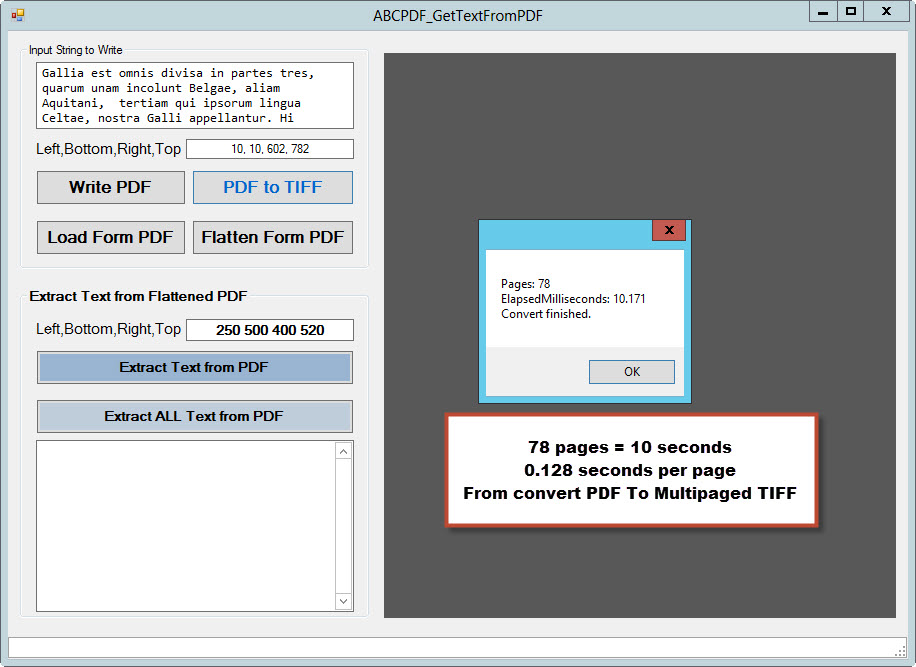 ABCPDF_GetTextFromPDF
Input String to Write
Gallia est omnis divisa in partes tres,
quarum unam incolunt Belgae, aliam
Aquitani,  tertiam qui ipsorum lingua
Celtae, nostra Galli appellantur. Hi
Left,Bottom,Right,Top 10, 10, 602, 782
Write PDF PDF to TIFF
Load Form PDF Flatten Form PDF
Extract Text from Flattened PDF
Left,Bottom,Right,Top 250 500 400 520
Extract Text from PDF
Extract ALL Text from PDF
Pages: 78
ElapsedMilliseconds: 10.171
Convert finished.
OK
78 pages = 10 seconds
0.128 seconds per page
From convert PDF To Multipaged TIFF